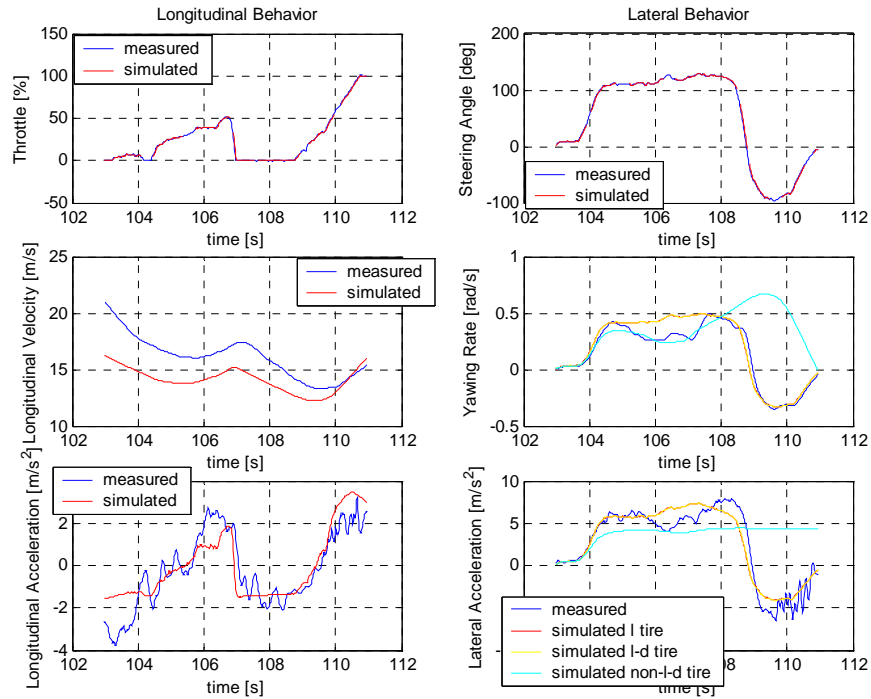 Longitudinal Behavior
150
100
50
0
-50
Throttle [%]
measured
simulated
102
104
106
108
110
112
time [s]
Lateral Behavior
200
100
0
-100
Steering Angle [deg]
measured
simulated
102
104
106
108
110
112
time [s]
25
20
15
10
Longitudinal Velocity [m/s]
measured
simulated
102
104
106
108
110
112
time [s]
1
0.5
0
-0.5
Yawing Rate [rad/s]
102
104
106
108
110
112
time [s]
2
0
-2
-4
Longitudinal Acceleration [m/s²]
measured
simulated
102
104
106
108
110
112
time [s]
10
5
0
Lateral Acceleration [m/s²]
measured
simulated l tire
simulated l-d tire
simulated non-l-d tire
108
110
112
time [s]